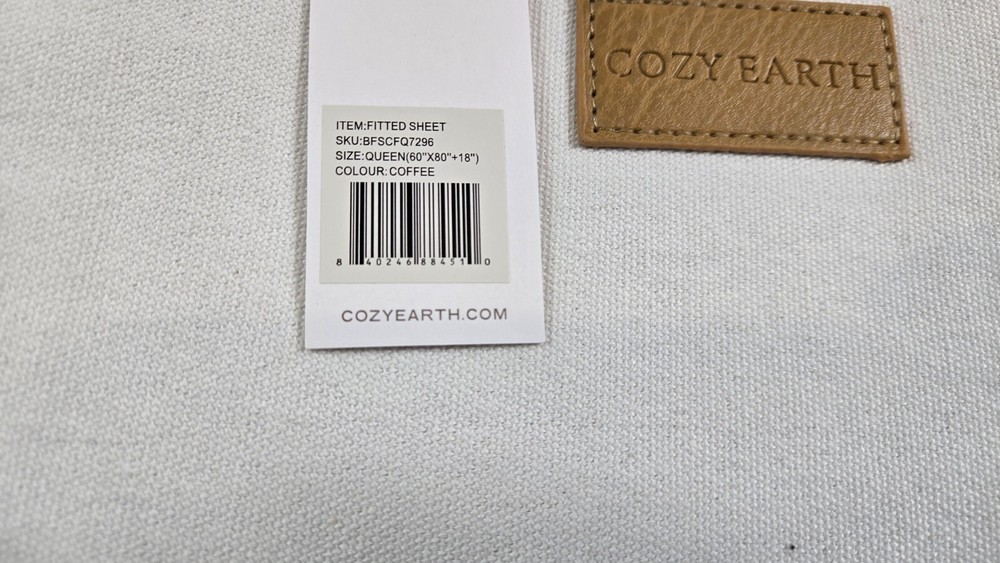 COZY EARTH
ITEM:FITTED SHEET
SKU:BFSCFQ7296
SIZE:QUEEN(60"X80"+18")
COLOUR:COFFEE
8 40246 88451 0
COZYEARTH.COM